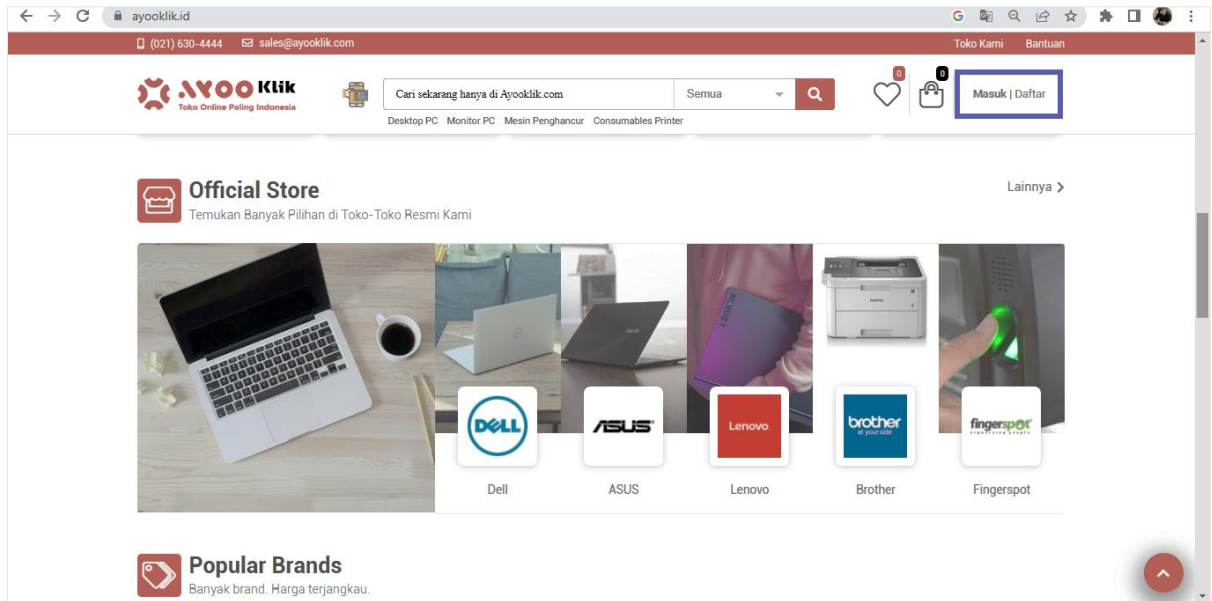 ayooklik.id
(021) 630-4444 sales@ayooklik.com Toko Kami Bantuan
AYOO Klik
Toko Online Paling Indonesia
Cari sekarang hanya di Ayooklik.com Semua
0 0
Masuk | Daftar
Desktop PC Monitor PC Mesin Penghancur Consumables Printer
Official Store
Temukan Banyak Pilihan di Toko-Toko Resmi Kami
Lainnya >
LEGION
ASUS
brother
DELL
ASUS
Lenovo
brother
at your side
fingerspot
Dell ASUS Lenovo Brother Fingerspot
Popular Brands
Banyak brand. Harga terjangkau.